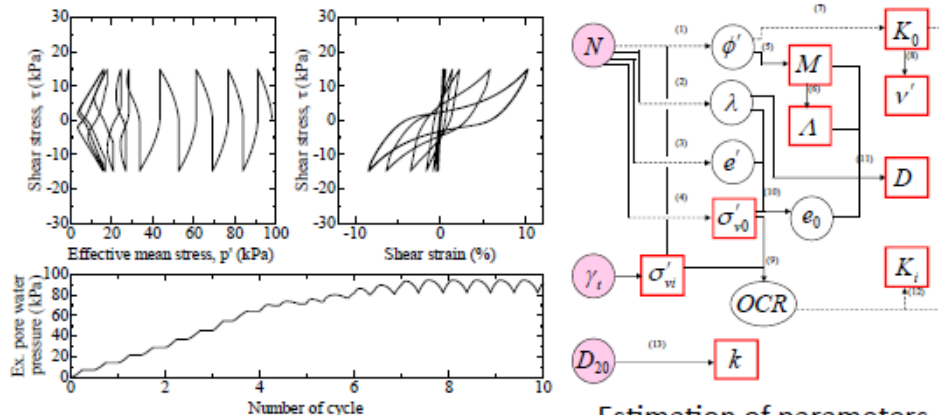 Shear stress, τ (kPa)
30
20
10
0
-10
-20
-30
0 20 40 60 80 100
Effective mean stress, p' (kPa)
Shear stress, τ (kPa)
30
20
10
0
-10
-20
-30
-10 0 10
Shear strain (%)
Ex. pore water
pressure (kPa)
100
80
60
40
20
0
0 2 4 6 8 10
Number of cycle
N
(1)
ϕ'
(7)
K₀
(5)
M
(8)
ν'
(2)
λ
(6)
Λ
(3)
e'
(11)
D
(4)
σ'v0
(10)
e₀
γt
σ'vi
(9)
OCR
Ki
(12)
D₂₀
(13)
k
Estimation of parameters